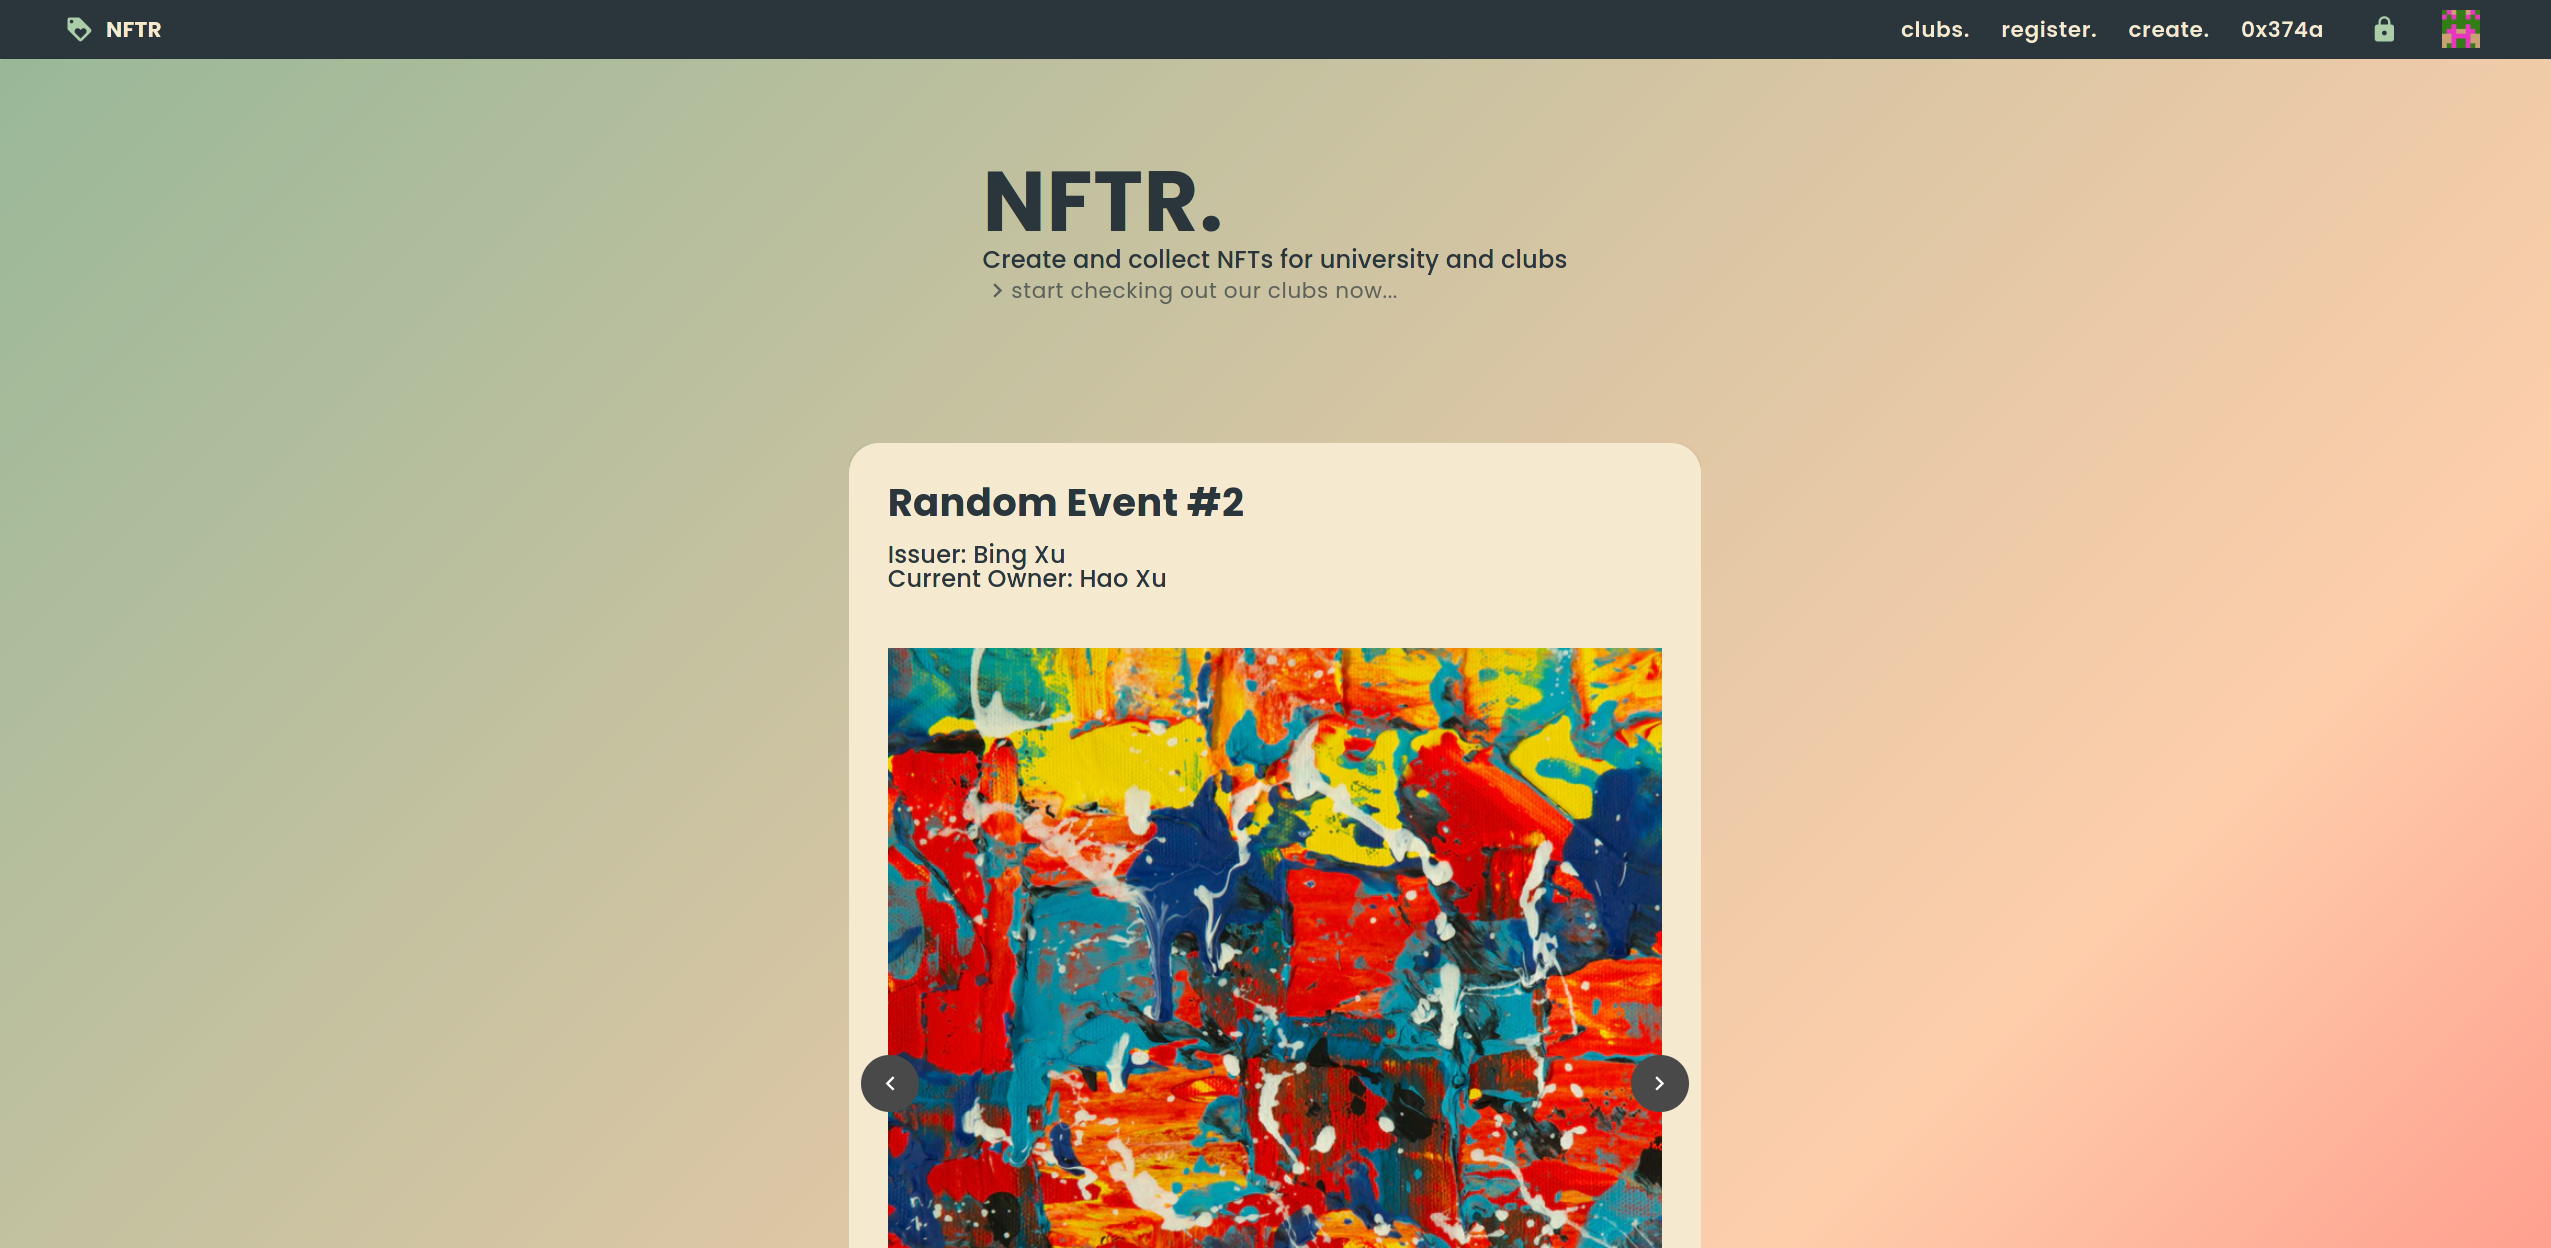 NFTR
clubs. register. create. 0x374a
NFTR.
Create and collect NFTs for university and clubs
start checking out our clubs now...
Random Event #2
Issuer: Bing Xu
Current Owner: Hao Xu